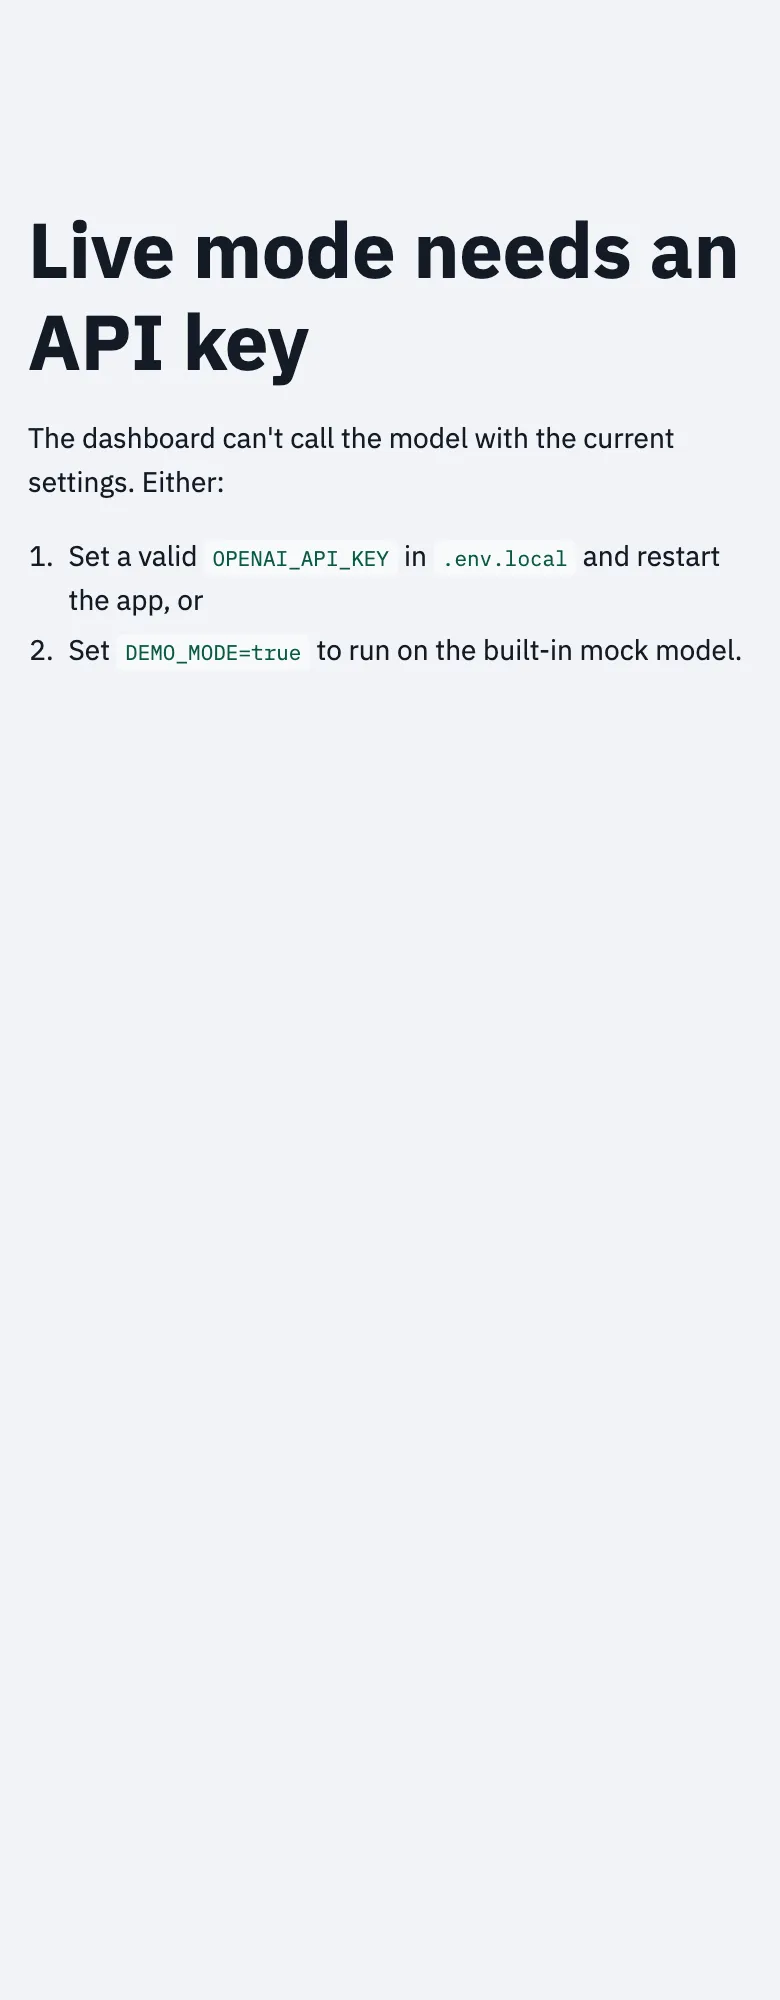 Live mode needs an
API key
The dashboard can't call the model with the current
settings. Either:
1. Set a valid OPENAI_API_KEY in .env.local and restart
the app, or
2. Set DEMO_MODE=true to run on the built-in mock model.